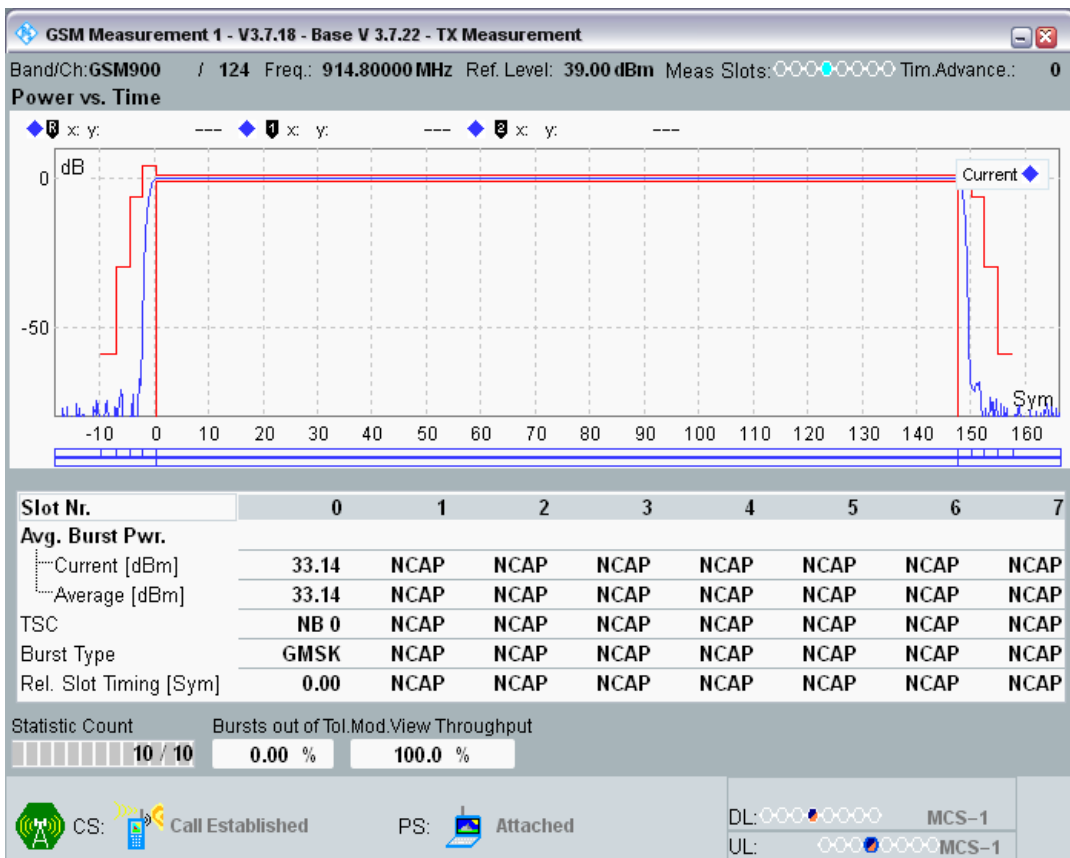 GSM Measurement 1 - V3.7.18 - Base V 3.7.22 - TX Measurement
Band/Ch:GSM900 / 124 Freq.: 914.80000 MHz Ref. Level: 39.00 dBm Meas Slots: Tim.Advance.: 0
Power vs. Time
R x: y: --- 1 x: y: --- 2 x: y: ---
dB
0
Current
-50
Sym
-10 0 10 20 30 40 50 60 70 80 90 100 110 120 130 140 150 160
Slot Nr. 0 1 2 3 4 5 6 7
Avg. Burst Pwr.
Current [dBm] 33.14 NCAP NCAP NCAP NCAP NCAP NCAP NCAP
Average [dBm] 33.14 NCAP NCAP NCAP NCAP NCAP NCAP NCAP
TSC NB 0 NCAP NCAP NCAP NCAP NCAP NCAP NCAP
Burst Type GMSK NCAP NCAP NCAP NCAP NCAP NCAP NCAP
Rel. Slot Timing [Sym] 0.00 NCAP NCAP NCAP NCAP NCAP NCAP NCAP
Statistic Count Bursts out of Tol.Mod.View Throughput
10 / 10 0.00 % 100.0 %
CS: Call Established PS: Attached DL: MCS-1
UL: MCS-1